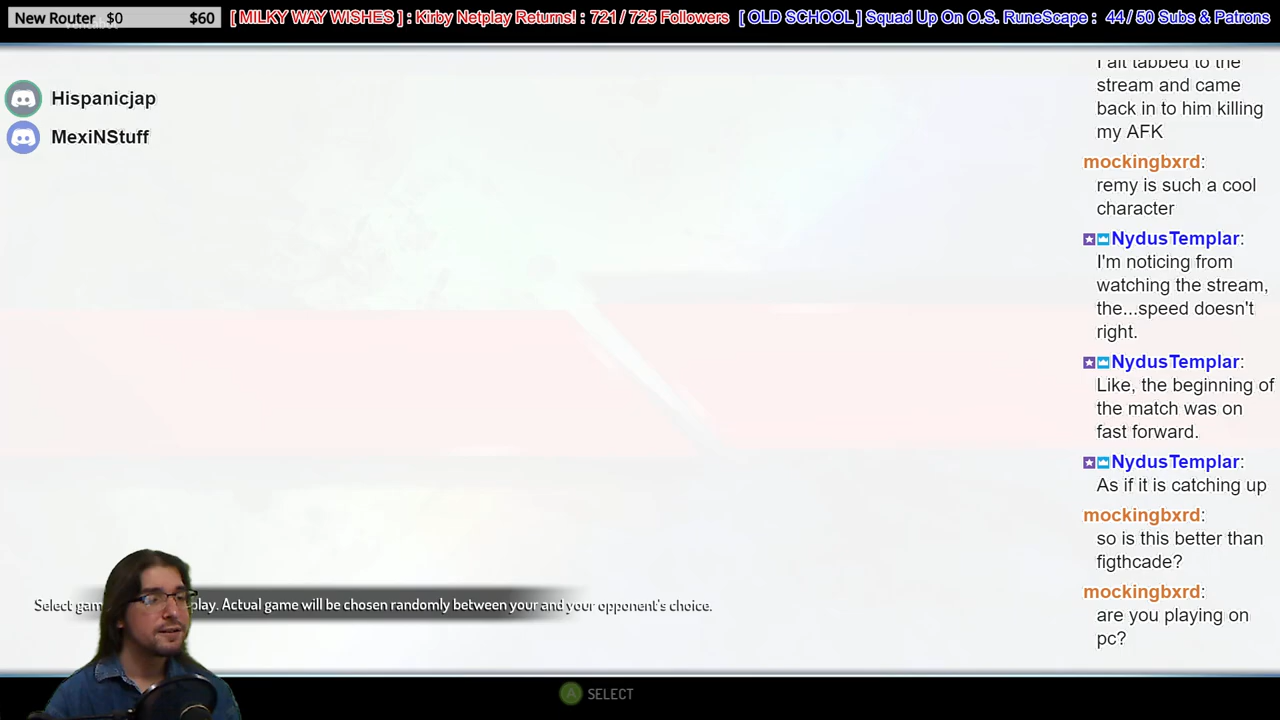 New Router $0 $60
[ MILKY WAY WISHES ] : Kirby Netplay Returns! : 721 / 725 Followers [ OLD SCHOOL ] Squad Up On O.S. RuneScape : 44 / 50 Subs & Patrons
Hispanicjap
MexiNStuff
I alt tabbed to the
stream and came
back in to him killing
my AFK
mockingbxrd:
remy is such a cool
character
NydusTemplar:
I'm noticing from
watching the stream,
the...speed doesn't
right.
NydusTemplar:
Like, the beginning of
the match was on
fast forward.
NydusTemplar:
As if it is catching up
mockingbxrd:
so is this better than
figthcade?
mockingbxrd:
are you playing on
pc?
Select play. Actual game will be chosen randomly between your and your opponent's choice.
A SELECT